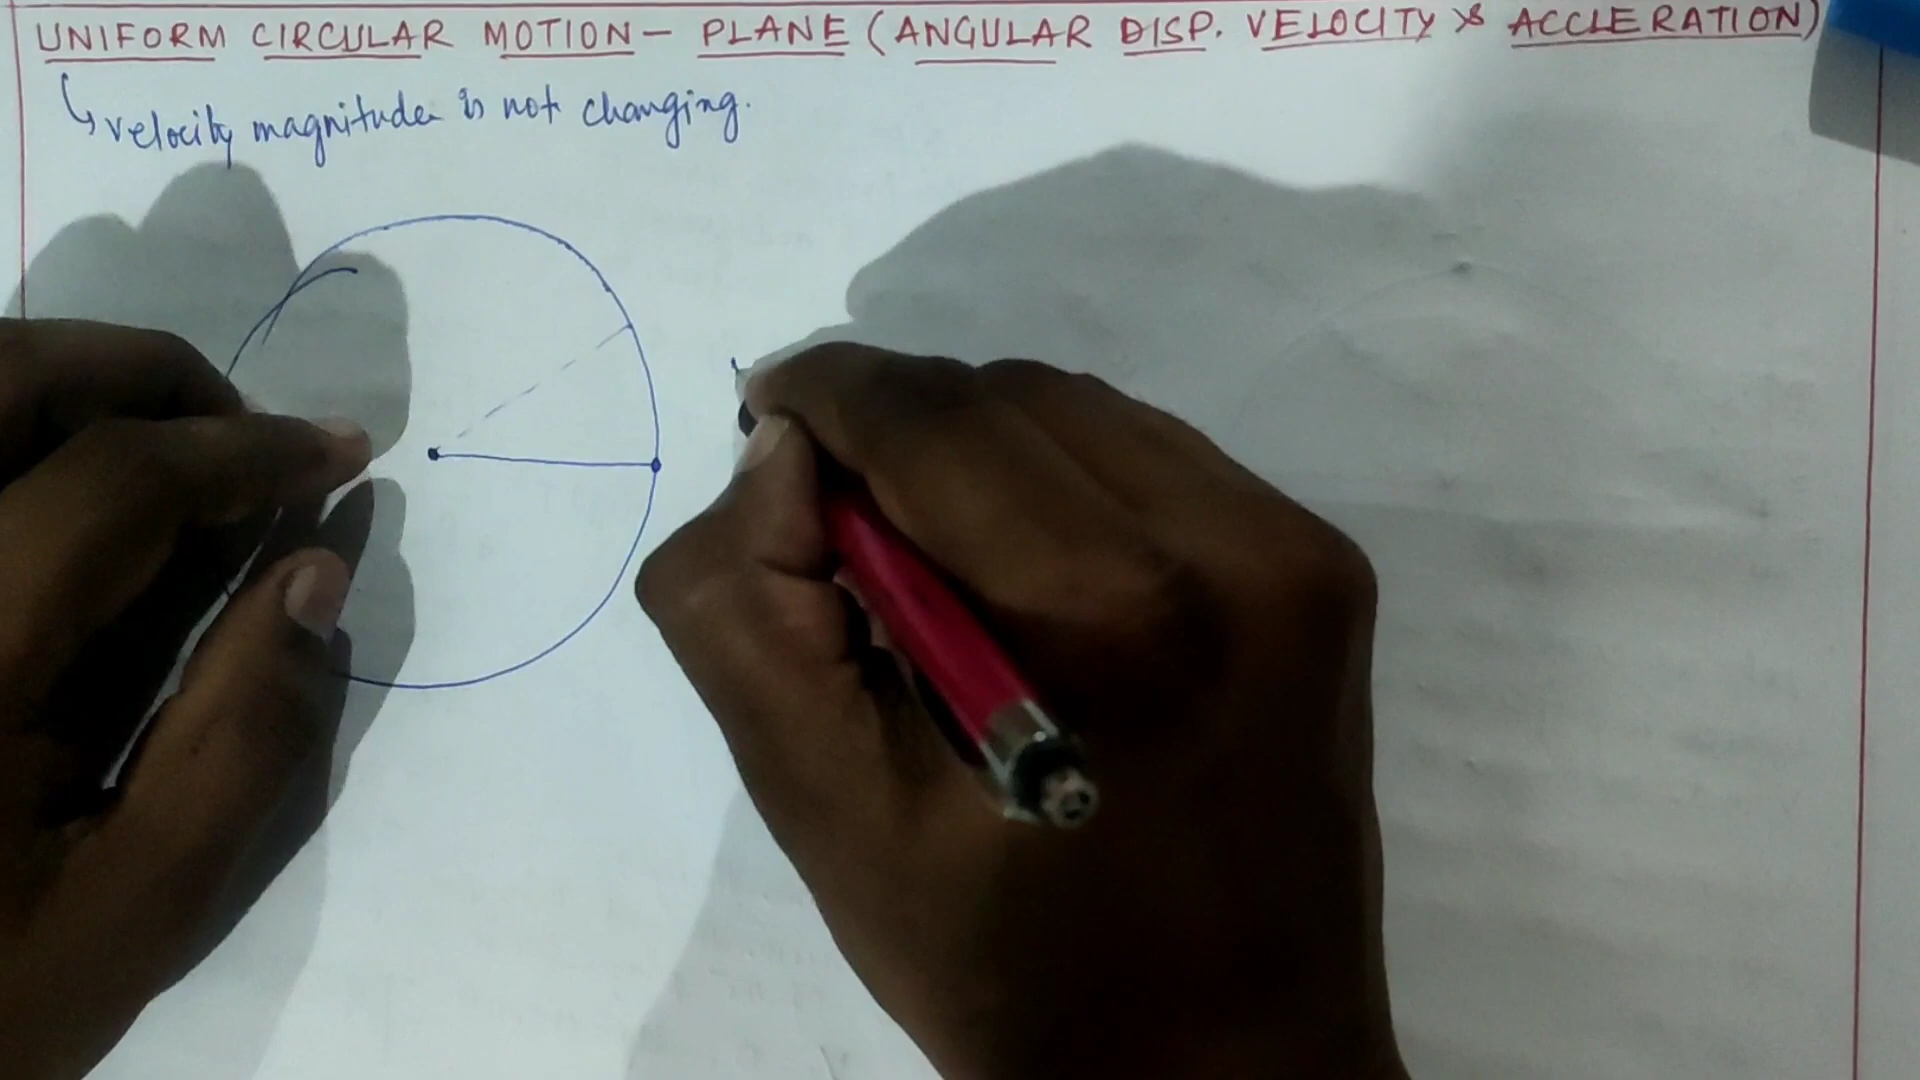 UNIFORM CIRCULAR MOTION - PLANE (ANGULAR DISP. VELOCITY & ACCLERATION)
↳ velocity magnitude is not changing.